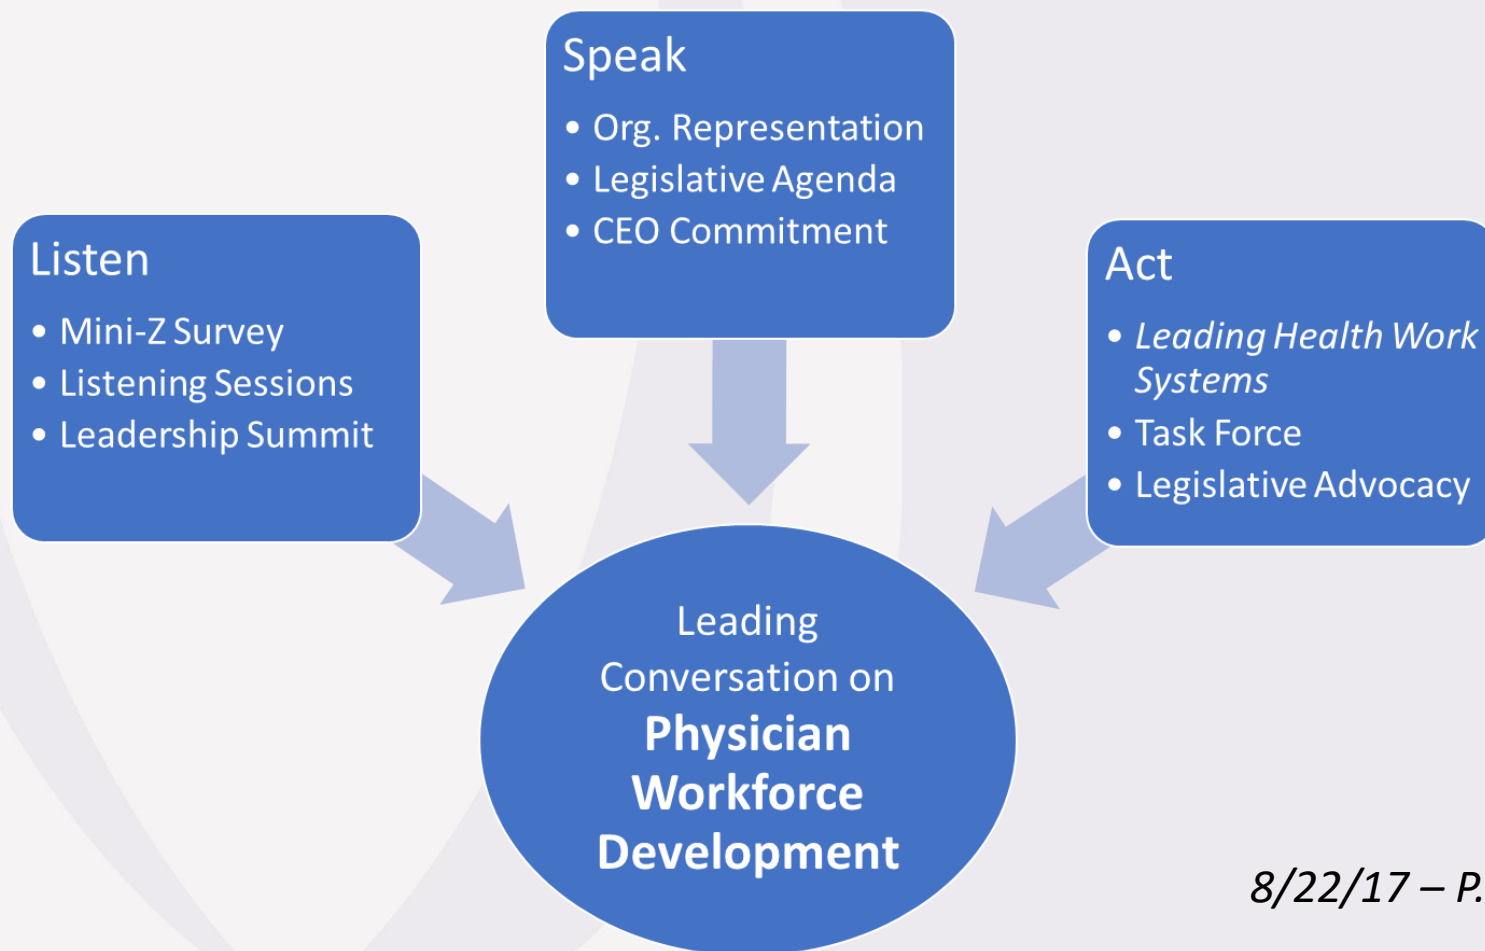 Speak
• Org. Representation
• Legislative Agenda
• CEO Commitment
Listen
• Mini-Z Survey
• Listening Sessions
• Leadership Summit
Act
• Leading Health Work
Systems
• Task Force
• Legislative Advocacy
Leading
Conversation on
Physician
Workforce
Development
8/22/17 – P.